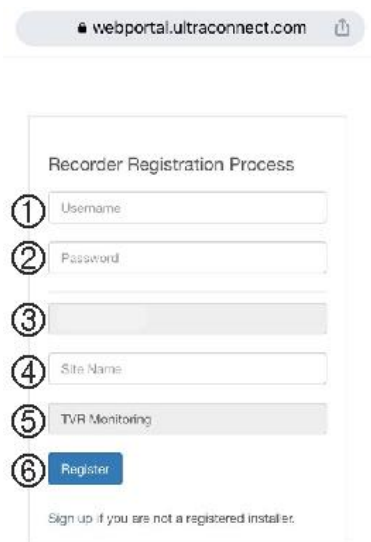 webportal.ultraconnect.com
Recorder Registration Process
① Username
② Password
③
④ Site Name
⑤ TVR Monitoring
⑥ Register
Sign up if you are not a registered installer.